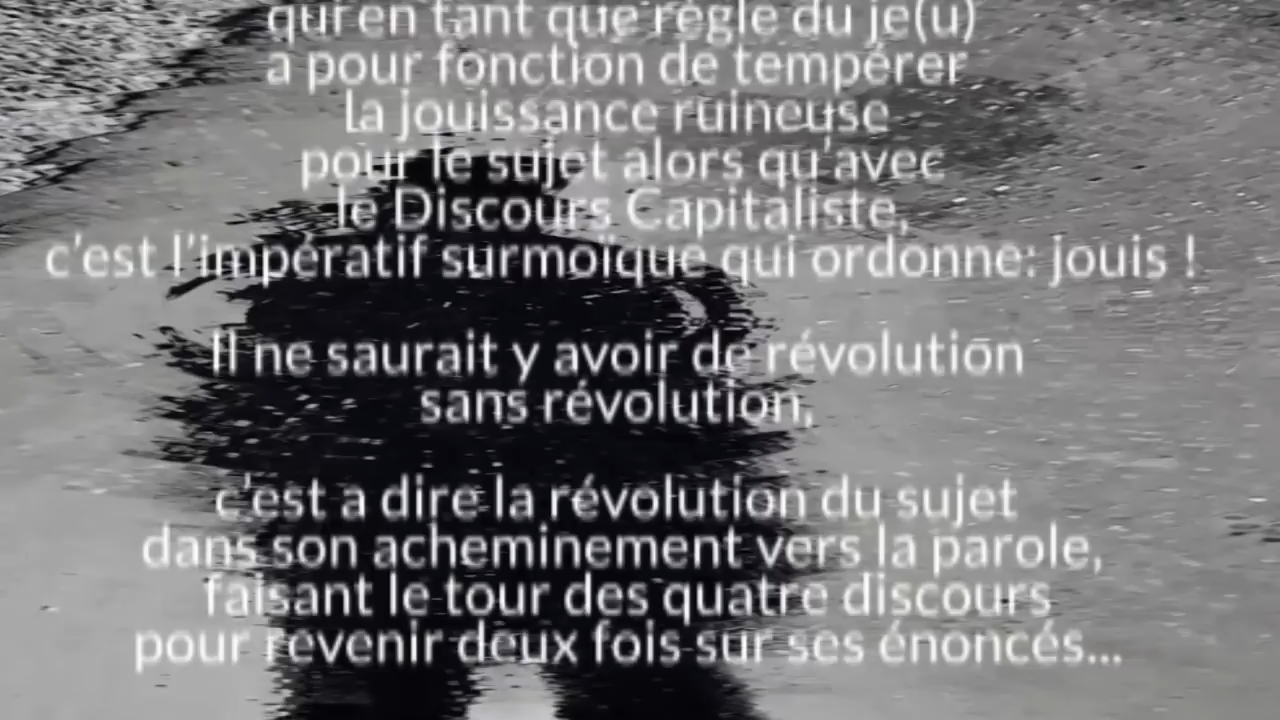 qui en tant que règle du je(u)
a pour fonction de tempérer
la jouissance ruineuse
pour le sujet alors qu'avec
le Discours Capitaliste,
c'est l'impératif surmoïque qui ordonne: jouis !
Il ne saurait y avoir de révolution
sans révolution,
c'est a dire la révolution du sujet
dans son acheminement vers la parole,
faisant le tour des quatre discours
pour revenir deux fois sur ses énoncés...